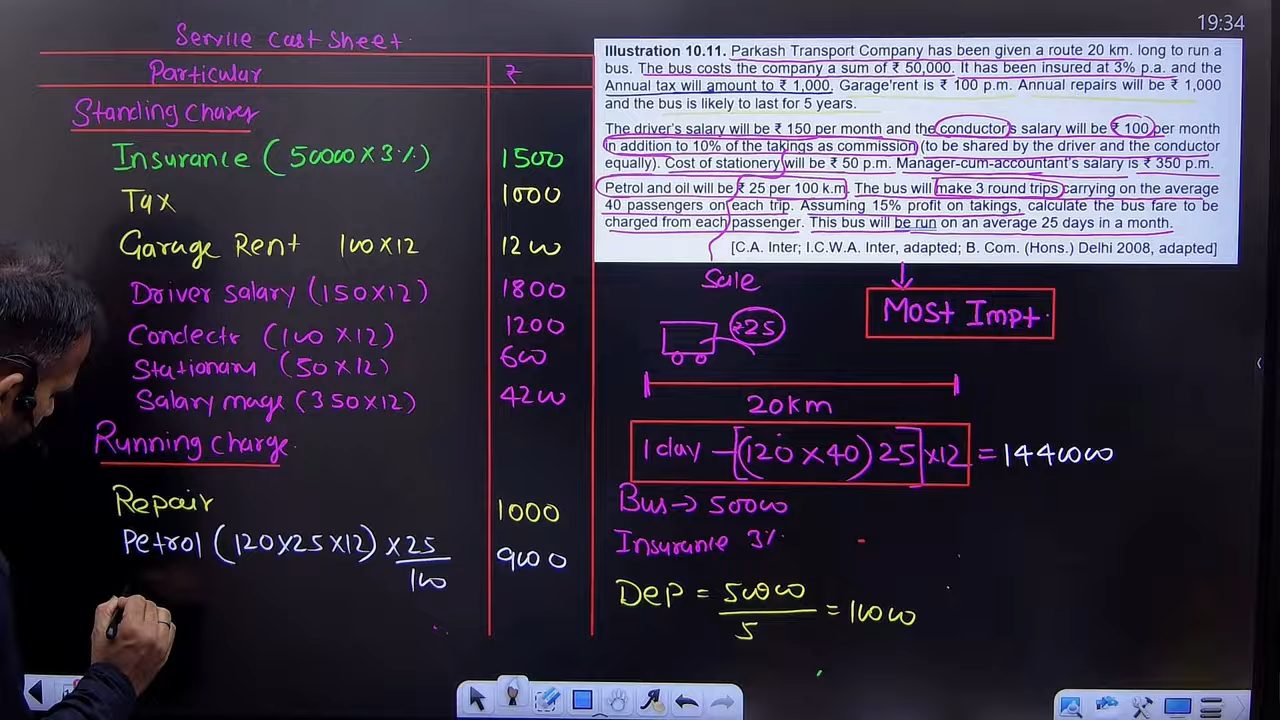 19:34
Service Cost Sheet.
Particular ₹
Standing Charge
Insurance (50000 X 3%) 1500
Tax 1000
Garage Rent 100 X 12 1200
Driver salary (150 X 12) 1800
Conductr (100 X 12) 1200
Stationary (50 X 12) 600
Salary mage (350 X 12) 4200
Running Charge.
Repair 1000
Petrol (120 X 25 X 12) X 25/100 9000
Illustration 10.11. Parkash Transport Company has been given a route 20 km. long to run a
bus. The bus costs the company a sum of ₹ 50,000. It has been insured at 3% p.a. and the
Annual tax will amount to ₹ 1,000. Garage'rent is ₹ 100 p.m. Annual repairs will be ₹ 1,000
and the bus is likely to last for 5 years.
The driver's salary will be ₹ 150 per month and the conductor's salary will be ₹ 100 per month
in addition to 10% of the takings as commission (to be shared by the driver and the conductor
equally). Cost of stationery will be ₹ 50 p.m. Manager-cum-accountant's salary is ₹ 350 p.m.
Petrol and oil will be ₹ 25 per 100 k.m. The bus will make 3 round trips carrying on the average
40 passengers on each trip. Assuming 15% profit on takings, calculate the bus fare to be
charged from each passenger. This bus will be run on an average 25 days in a month.
[C.A. Inter; I.C.W.A. Inter, adapted; B. Com. (Hons.) Delhi 2008, adapted]
Sale
Most Impt.
₹25
20km
1 day - [(120 X 40) 25] X 12 = 1440000
Bus → 50000
Insurance 3%
Dep = 50000/5 = 10000